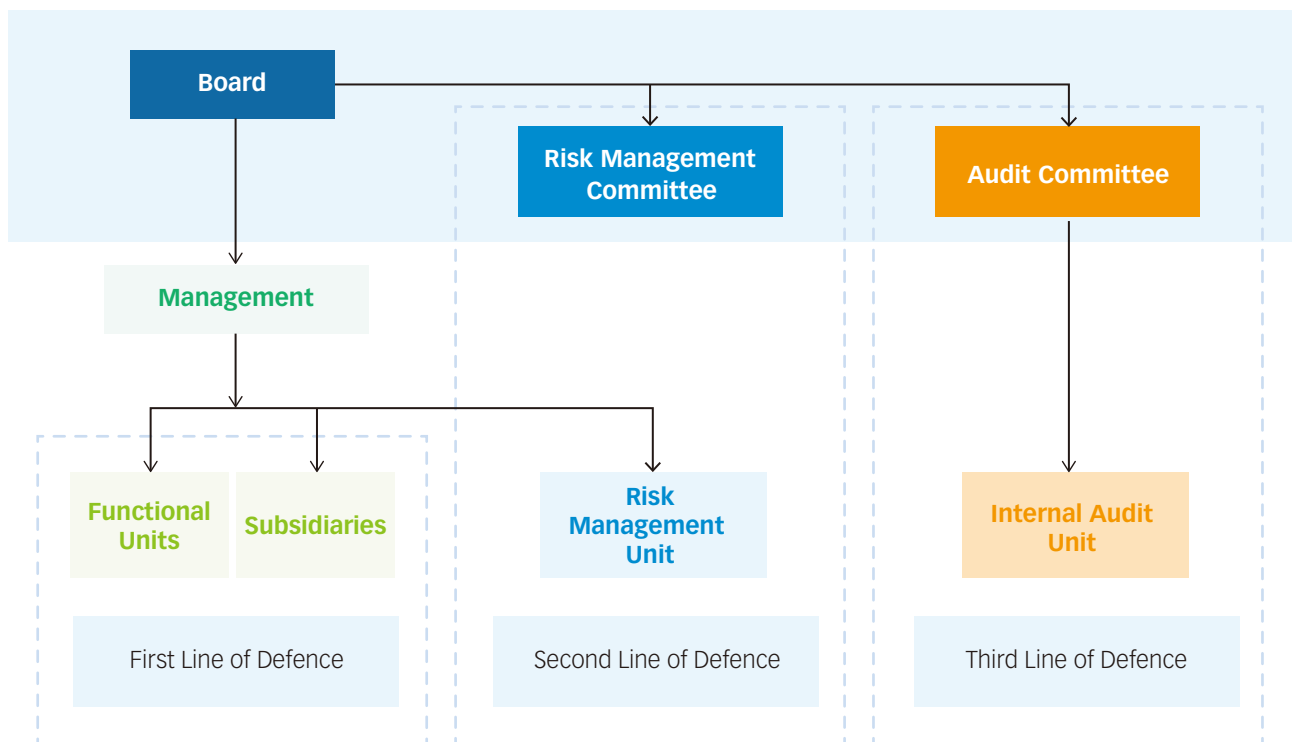 Board
Risk Management
Committee
Audit Committee
Management
Functional
Units
Subsidiaries
Risk
Management
Unit
Internal Audit
Unit
First Line of Defence
Second Line of Defence
Third Line of Defence